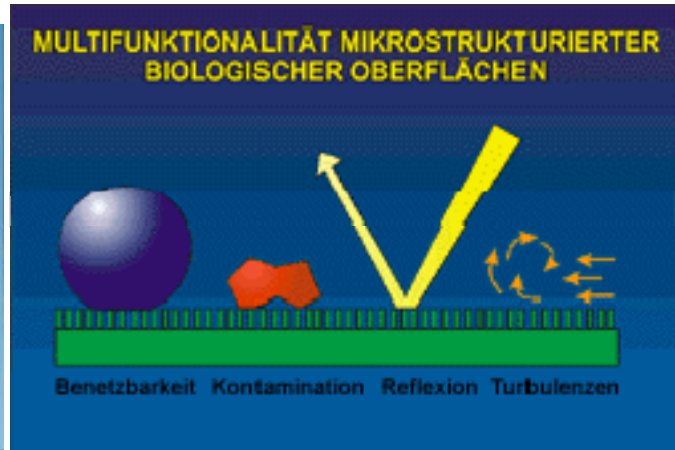 MULTIFUNKTIONALITÄT MIKROSTRUKTURIERTER
BIOLOGISCHER OBERFLÄCHEN
Benetzbarkeit Kontamination Reflexion Turbulenzen